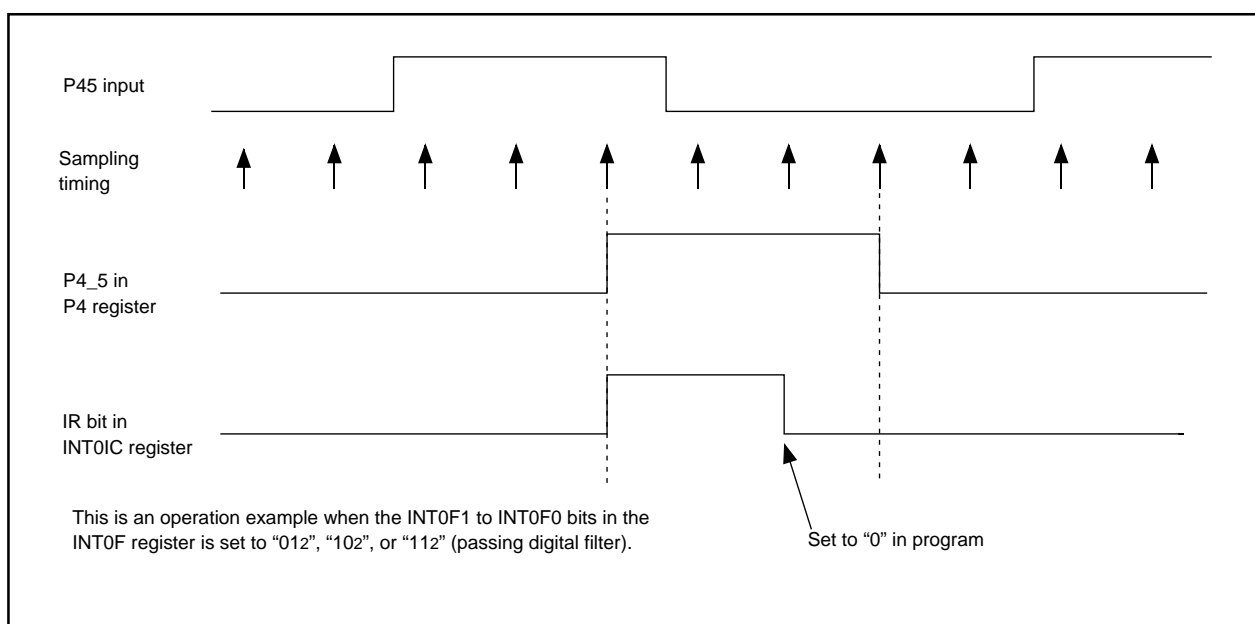 P45 input
Sampling
timing
P4_5 in
P4 register
IR bit in
INT0IC register
This is an operation example when the INT0F1 to INT0F0 bits in the
INT0F register is set to “012”, “102”, or “112” (passing digital filter).
Set to “0” in program